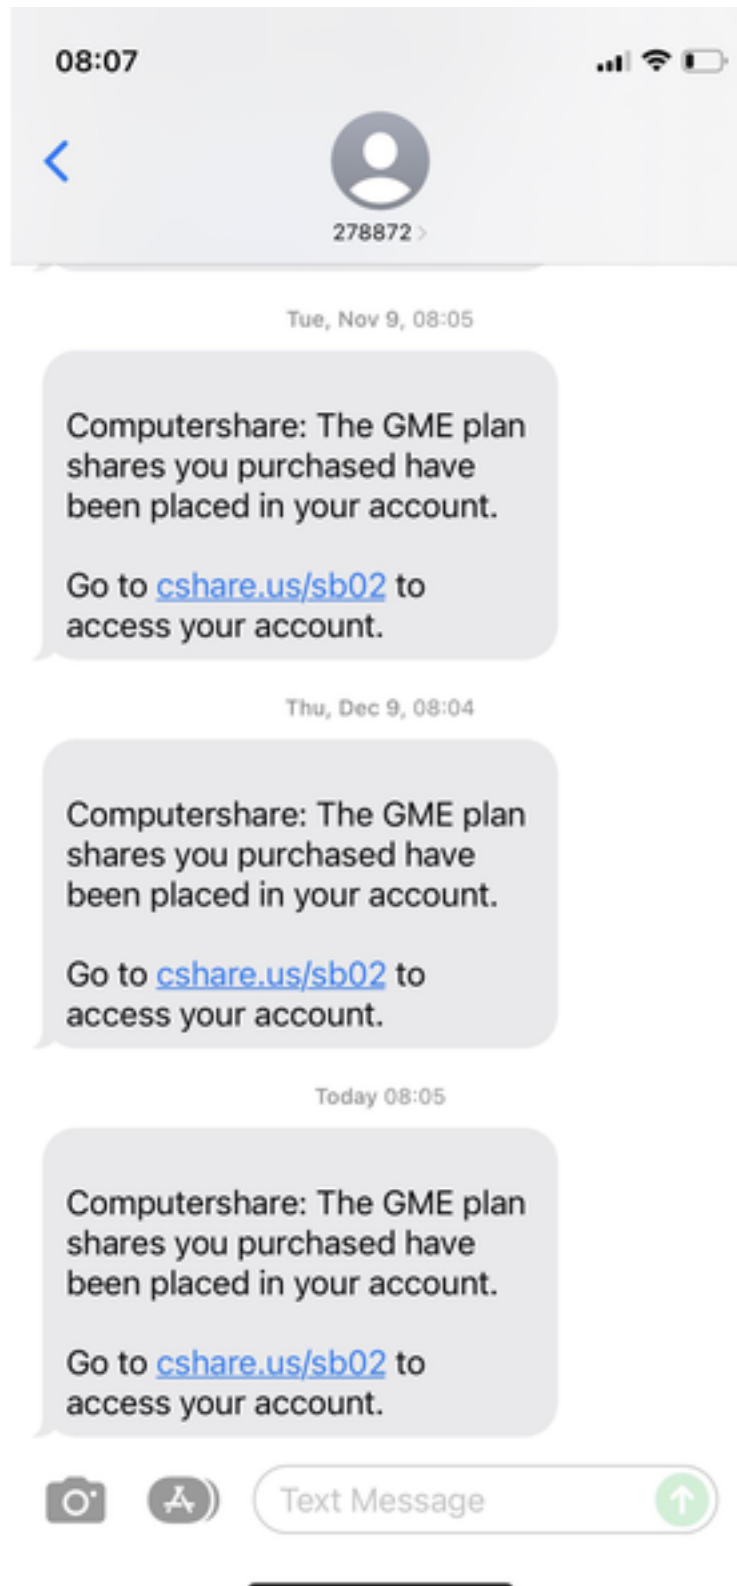 08:07
278872
Tue, Nov 9, 08:05
Computershare: The GME plan
shares you purchased have
been placed in your account.
Go to cshare.us/sb02 to
access your account.
Thu, Dec 9, 08:04
Computershare: The GME plan
shares you purchased have
been placed in your account.
Go to cshare.us/sb02 to
access your account.
Today 08:05
Computershare: The GME plan
shares you purchased have
been placed in your account.
Go to cshare.us/sb02 to
access your account.
Text Message